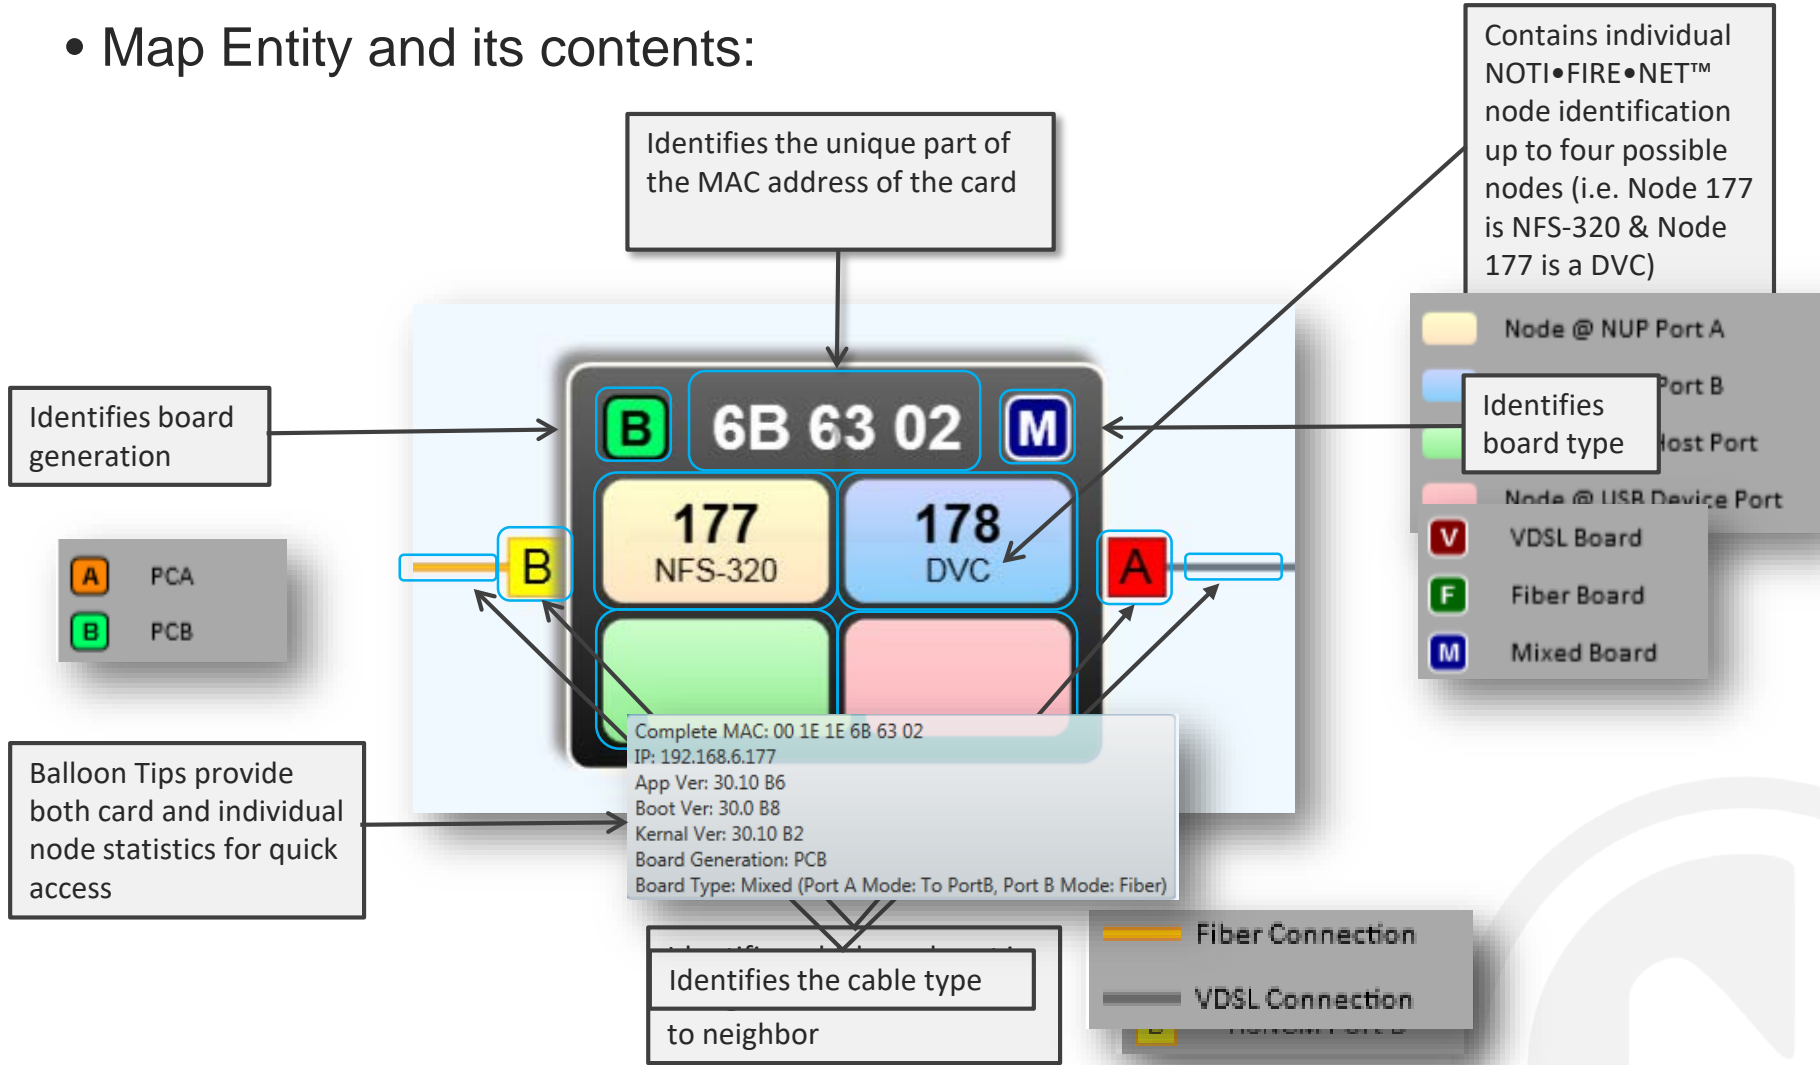 • Map Entity and its contents:
Contains individual
NOTI•FIRE•NET™
node identification
up to four possible
nodes (i.e. Node 177
is NFS-320 & Node
177 is a DVC)
Identifies the unique part of
the MAC address of the card
Node @ NUP Port A
Port B
Host Port
Node @ USB Device Port
Identifies
board type
Identifies board
generation
B
6B 63 02
M
177
NFS-320
178
DVC
B
A
A PCA
B PCB
V VDSL Board
F Fiber Board
M Mixed Board
Complete MAC: 00 1E 1E 6B 63 02
IP: 192.168.6.177
App Ver: 30.10 B6
Boot Ver: 30.0 B8
Kernal Ver: 30.10 B2
Board Generation: PCB
Board Type: Mixed (Port A Mode: To PortB, Port B Mode: Fiber)
Balloon Tips provide
both card and individual
node statistics for quick
access
Identifies the cable type
to neighbor
Fiber Connection
VDSL Connection